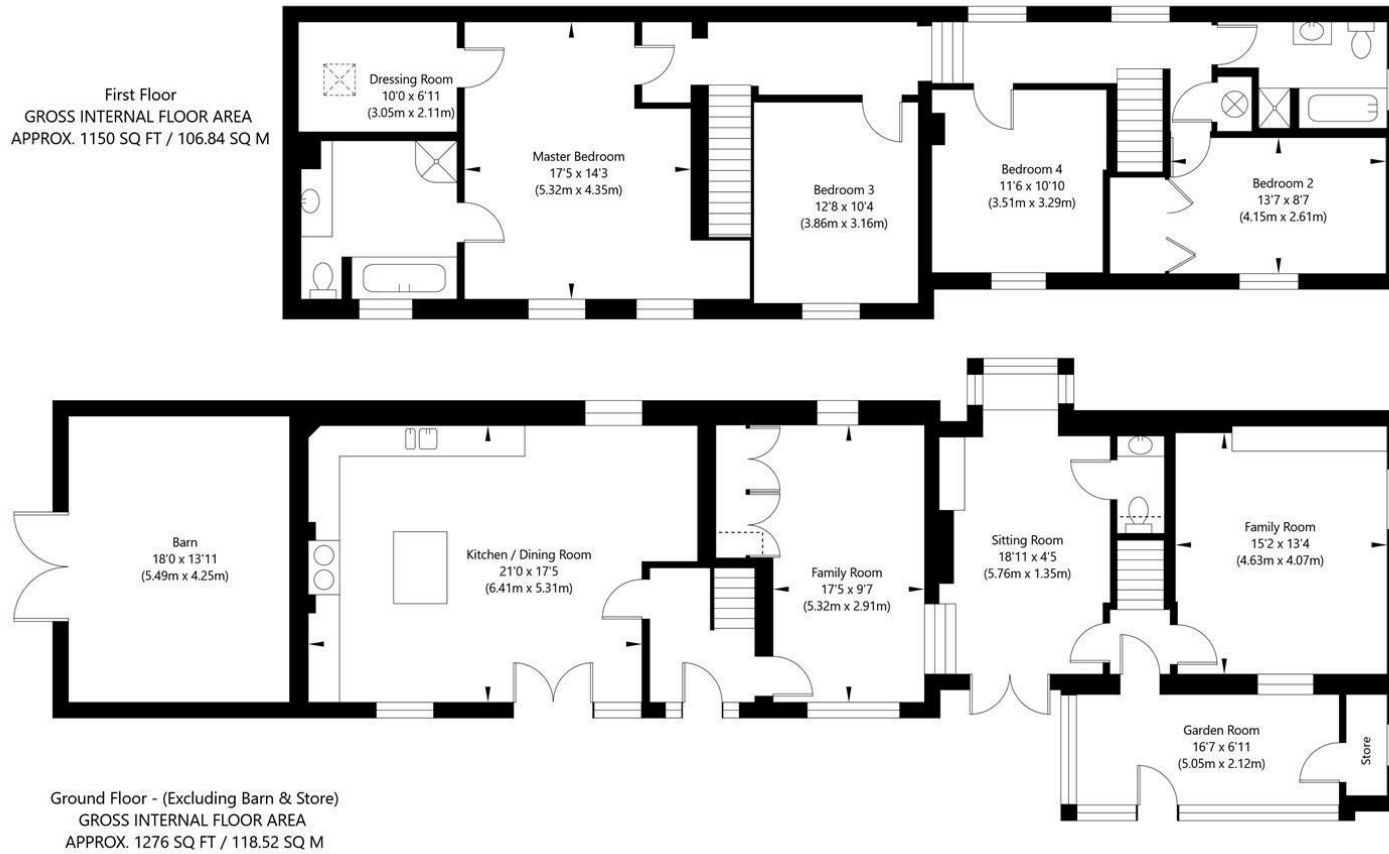 First Floor
GROSS INTERNAL FLOOR AREA
APPROX. 1150 SQ FT / 106.84 SQ M
Dressing Room
10'0 x 6'11
(3.05m x 2.11m)
Master Bedroom
17'5 x 14'3
(5.32m x 4.35m)
Bedroom 3
12'8 x 10'4
(3.86m x 3.16m)
Bedroom 4
11'6 x 10'10
(3.51m x 3.29m)
Bedroom 2
13'7 x 8'7
(4.15m x 2.61m)
Barn
18'0 x 13'11
(5.49m x 4.25m)
Kitchen / Dining Room
21'0 x 17'5
(6.41m x 5.31m)
Family Room
17'5 x 9'7
(5.32m x 2.91m)
Sitting Room
18'11 x 4'5
(5.76m x 1.35m)
Family Room
15'2 x 13'4
(4.63m x 4.07m)
Garden Room
16'7 x 6'11
(5.05m x 2.12m)
Store
Ground Floor - (Excluding Barn & Store)
GROSS INTERNAL FLOOR AREA
APPROX. 1276 SQ FT / 118.52 SQ M